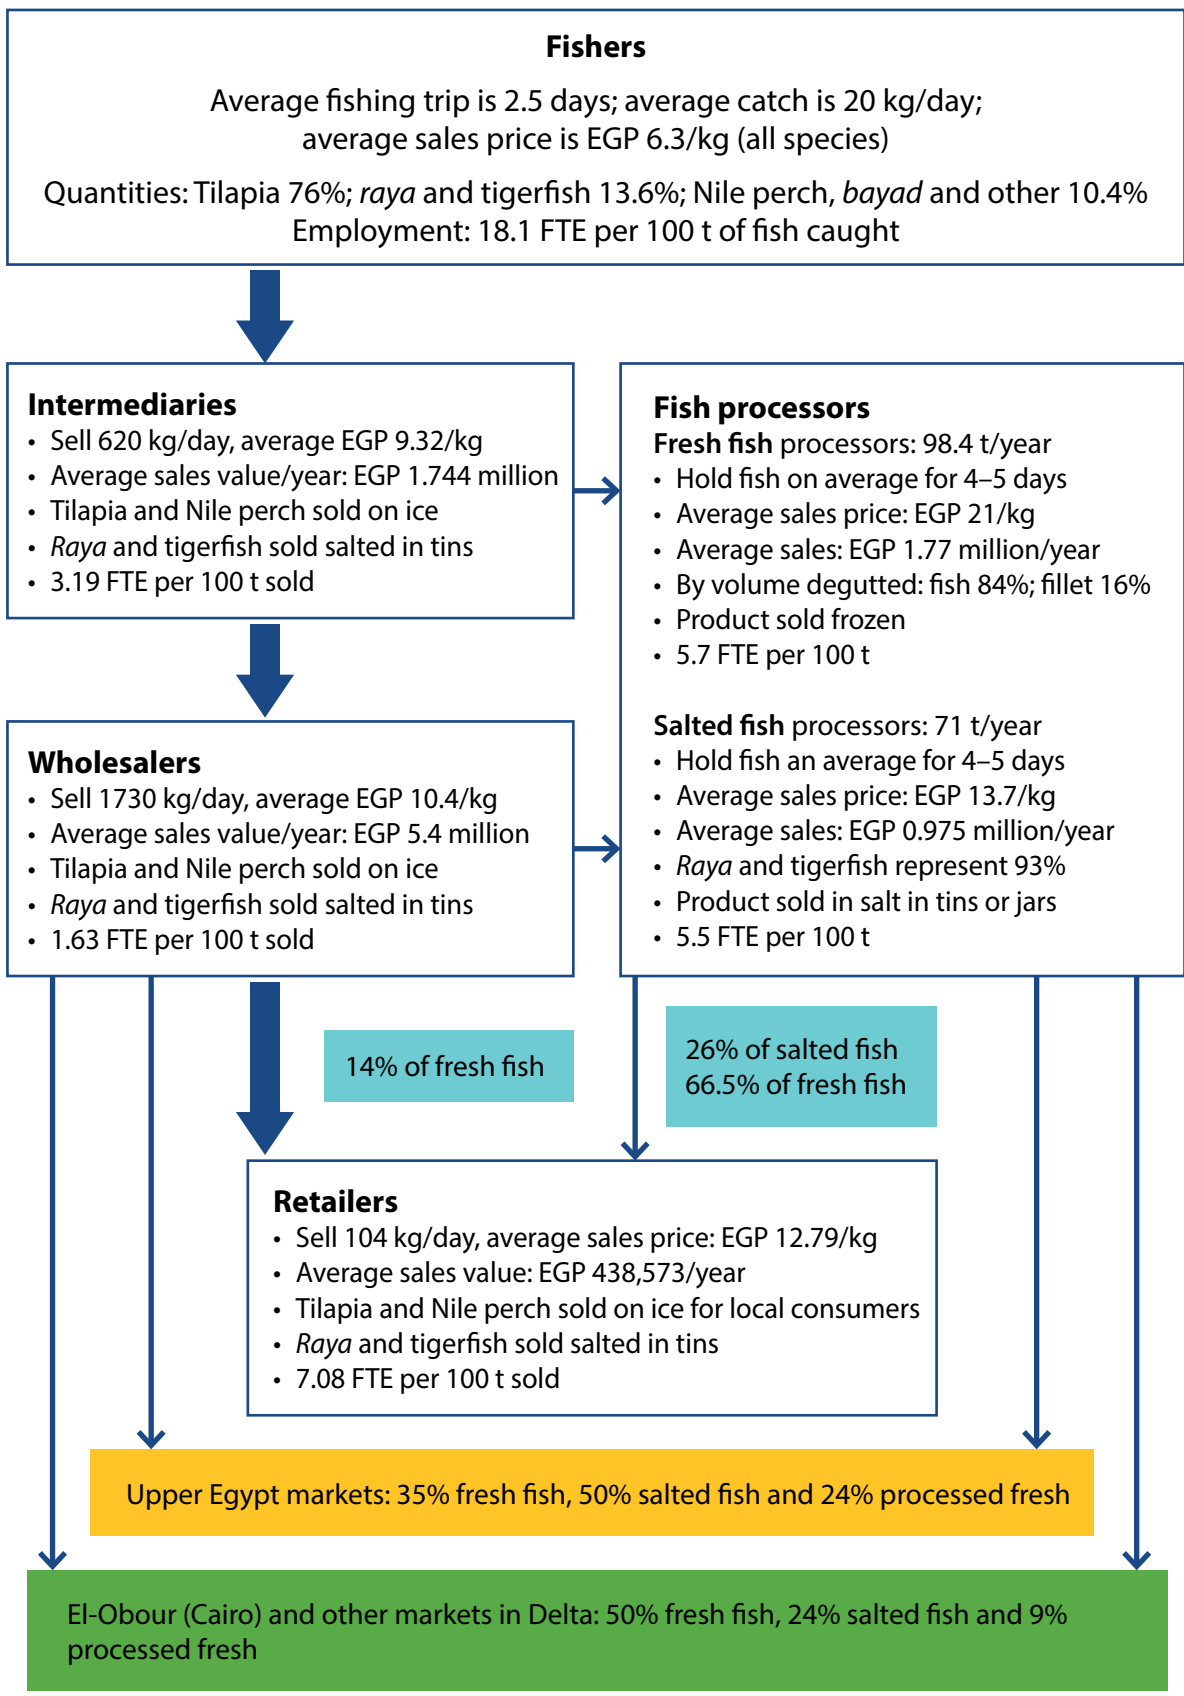 Fishers
Average fishing trip is 2.5 days; average catch is 20 kg/day;
average sales price is EGP 6.3/kg (all species)
Quantities: Tilapia 76%; raya and tigerfish 13.6%; Nile perch, bayad and other 10.4%
Employment: 18.1 FTE per 100 t of fish caught
Intermediaries
• Sell 620 kg/day, average EGP 9.32/kg
• Average sales value/year: EGP 1.744 million
• Tilapia and Nile perch sold on ice
• Raya and tigerfish sold salted in tins
• 3.19 FTE per 100 t sold
Fish processors
Fresh fish processors: 98.4 t/year
• Hold fish on average for 4–5 days
• Average sales price: EGP 21/kg
• Average sales: EGP 1.77 million/year
• By volume degutted: fish 84%; fillet 16%
• Product sold frozen
• 5.7 FTE per 100 t
Salted fish processors: 71 t/year
• Hold fish an average for 4–5 days
• Average sales price: EGP 13.7/kg
• Average sales: EGP 0.975 million/year
• Raya and tigerfish represent 93%
• Product sold in salt in tins or jars
• 5.5 FTE per 100 t
Wholesalers
• Sell 1730 kg/day, average EGP 10.4/kg
• Average sales value/year: EGP 5.4 million
• Tilapia and Nile perch sold on ice
• Raya and tigerfish sold salted in tins
• 1.63 FTE per 100 t sold
14% of fresh fish
26% of salted fish
66.5% of fresh fish
Retailers
• Sell 104 kg/day, average sales price: EGP 12.79/kg
• Average sales value: EGP 438,573/year
• Tilapia and Nile perch sold on ice for local consumers
• Raya and tigerfish sold salted in tins
• 7.08 FTE per 100 t sold
Upper Egypt markets: 35% fresh fish, 50% salted fish and 24% processed fresh
El-Obour (Cairo) and other markets in Delta: 50% fresh fish, 24% salted fish and 9%
processed fresh